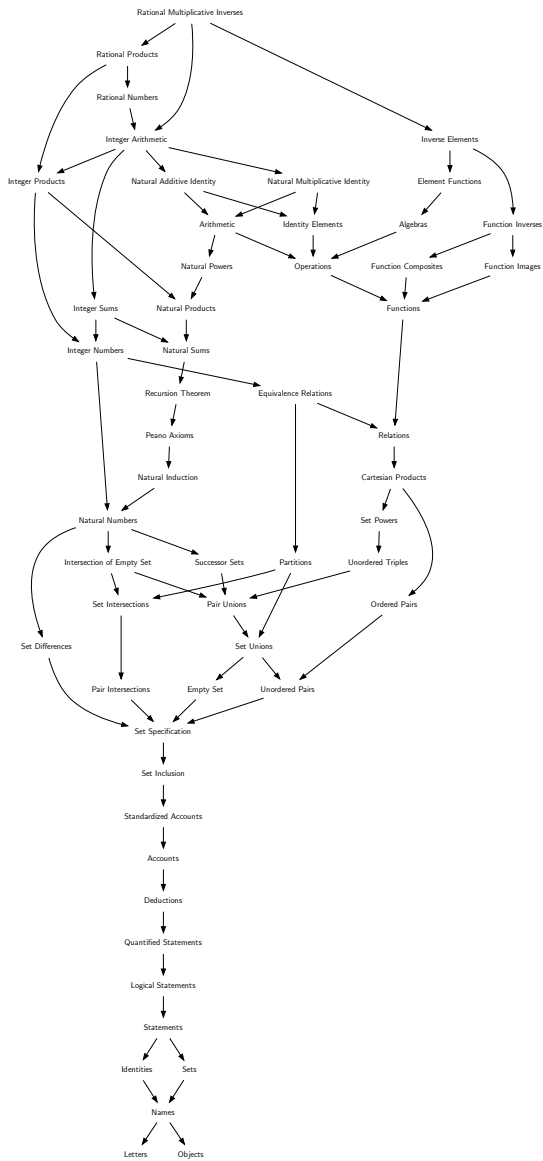 Rational Multiplicative Inverses
Rational Products
Rational Numbers
Integer Arithmetic
Inverse Elements
Integer Products
Natural Additive Identity
Natural Multiplicative Identity
Element Functions
Arithmetic
Identity Elements
Algebras
Function Inverses
Natural Powers
Operations
Function Composites
Function Images
Integer Sums
Natural Products
Functions
Integer Numbers
Natural Sums
Recursion Theorem
Equivalence Relations
Peano Axioms
Relations
Natural Induction
Cartesian Products
Natural Numbers
Set Powers
Intersection of Empty Set
Successor Sets
Partitions
Unordered Triples
Set Intersections
Pair Unions
Ordered Pairs
Set Differences
Set Unions
Pair Intersections
Empty Set
Unordered Pairs
Set Specification
Set Inclusion
Standardized Accounts
Accounts
Deductions
Quantified Statements
Logical Statements
Statements
Identities
Sets
Names
Letters
Objects